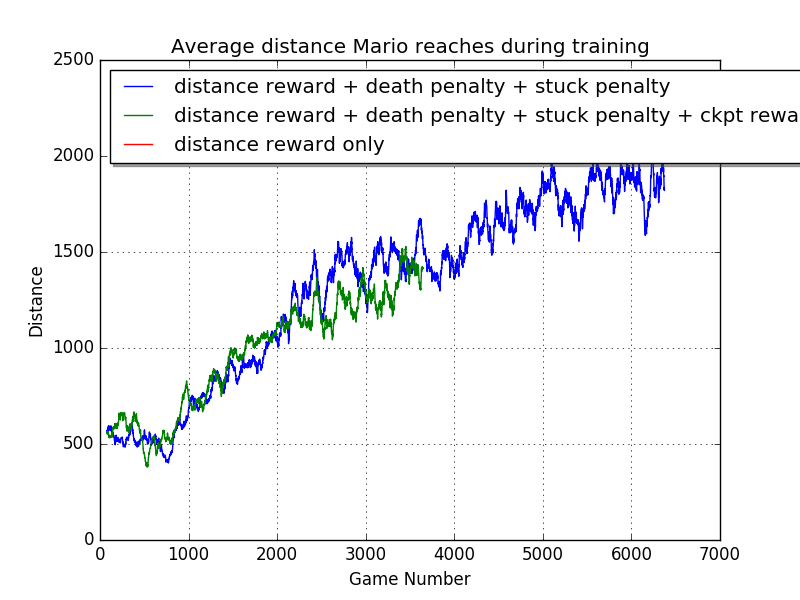 Average distance Mario reaches during training
2500
distance reward + death penalty + stuck penalty
distance reward + death penalty + stuck penalty + ckpt
distance reward only
2000
1500
1000
500
0
Distance
0 1000 2000 3000 4000 5000 6000 7000
Game Number